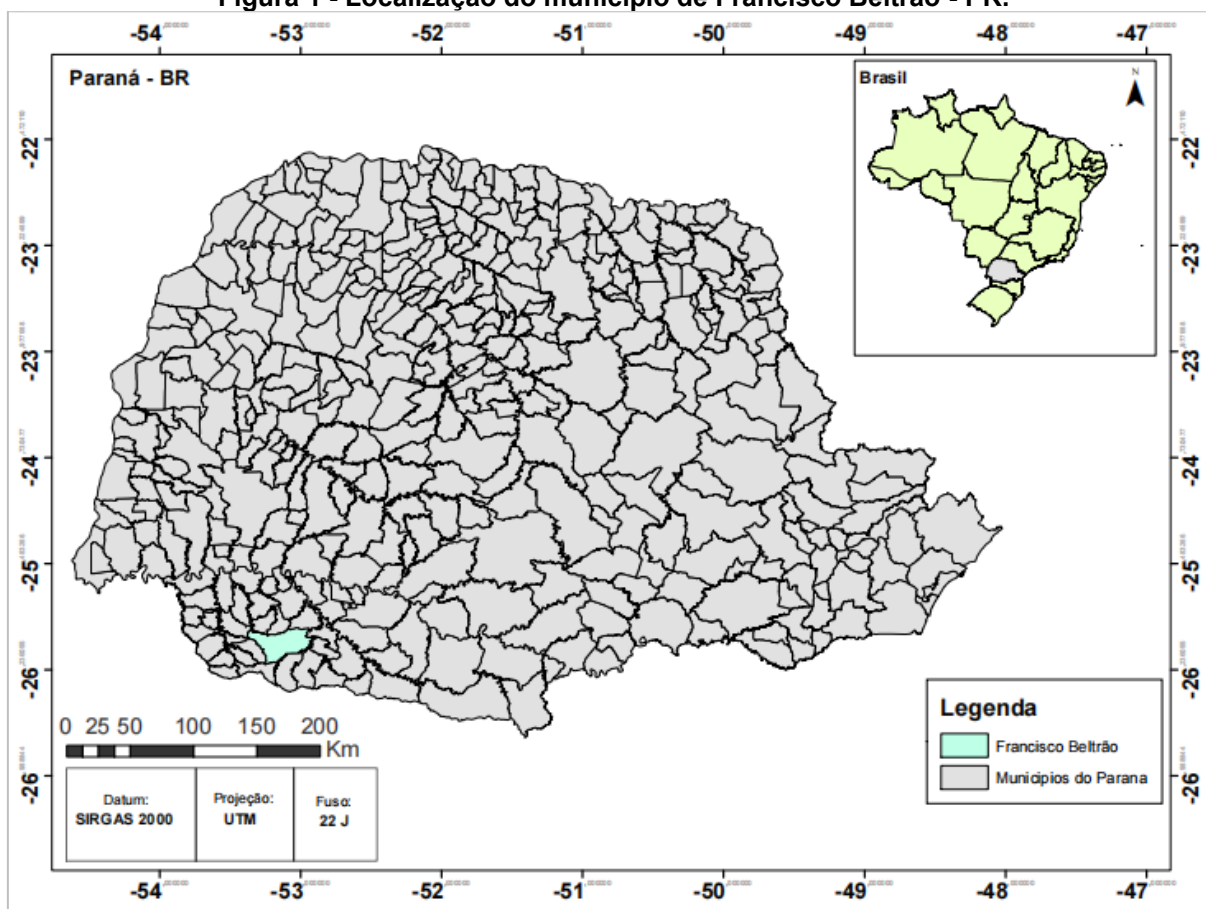 Figura 1 - Localização do município de Francisco Beltrão - PR.
-54 -53 -52 -51 -50 -49 -48 -47
Paraná - BR
Brasil
N
-22 -22
-23 -23
-23 -23
-24 -24
-25 -25
-26 -26
-26 -26
0 25 50 100 150 200
Km
Datum:
SIRGAS 2000
Projeção:
UTM
Fuso:
22 J
Legenda
Francisco Beltrão
Municipios do Parana
-54 -53 -52 -51 -50 -49 -48 -47